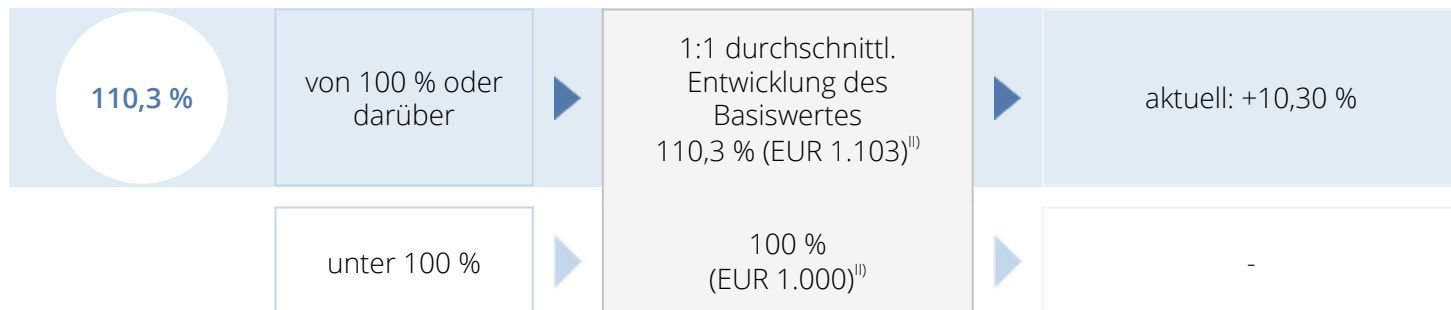 110,3 %
von 100 % oder
darüber
1:1 durchschnittl.
Entwicklung des
Basiswertes
110,3 % (EUR 1.103)II)
aktuell: +10,30 %
unter 100 %
100 %
(EUR 1.000)II)
-